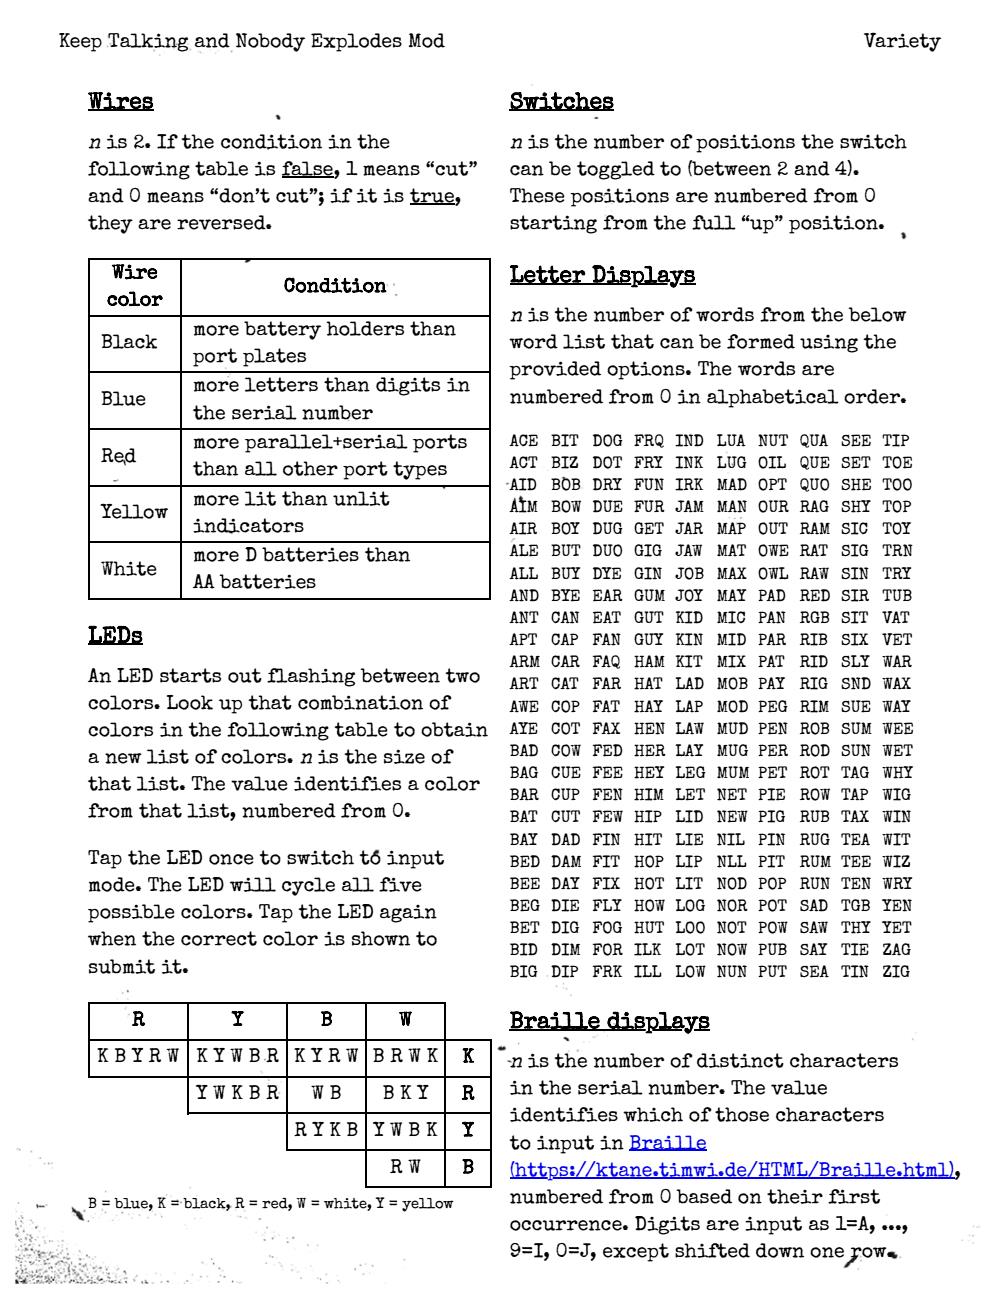 Keep Talking and Nobody Explodes Mod
Variety
Wires
n is 2. If the condition in the
following table is false, 1 means “cut”
and 0 means “don’t cut”; if it is true,
they are reversed.
Wire color Condition
Black more battery holders than
port plates
Blue more letters than digits in
the serial number
Red more parallel+serial ports
than all other port types
Yellow more lit than unlit
indicators
White more D batteries than
AA batteries
LEDs
An LED starts out flashing between two
colors. Look up that combination of
colors in the following table to obtain
a new list of colors. n is the size of
that list. The value identifies a color
from that list, numbered from 0.
Tap the LED once to switch to input
mode. The LED will cycle all five
possible colors. Tap the LED again
when the correct color is shown to
submit it.
R Y B W
K B Y R W K Y W B R K Y R W B R W K K
Y W K B R W B B K Y R
R Y K B Y W B K Y
R W B
B = blue, K = black, R = red, W = white, Y = yellow
Switches
n is the number of positions the switch
can be toggled to (between 2 and 4).
These positions are numbered from 0
starting from the full “up” position.
Letter Displays
n is the number of words from the below
word list that can be formed using the
provided options. The words are
numbered from 0 in alphabetical order.
ACE BIT DOG FRQ IND LUA NUT QUA SEE TIP
ACT BIZ DOT FRY INK LUG OIL QUE SET TOE
AID BOB DRY FUN IRK MAD OPT QUO SHE TOO
AIM BOW DUE FUR JAM MAN OUR RAG SHY TOP
AIR BOY DUG GET JAR MAP OUT RAM SIC TOY
ALE BUT DUO GIG JAW MAT OWE RAT SIG TRN
ALL BUY DYE GIN JOB MAX OWL RAW SIN TRY
AND BYE EAR GUM JOY MAY PAD RED SIR TUB
ANT CAN EAT GUT KID MIC PAN RGB SIT VAT
APT CAP FAN GUY KIN MID PAR RIB SIX VET
ARM CAR FAQ HAM KIT MIX PAT RID SLY WAR
ART CAT FAR HAT LAD MOB PAY RIG SND WAX
AWE COP FAT HAY LAP MOD PEG RIM SUE WAY
AYE COT FAX HEN LAW MUD PEN ROB SUM WEE
BAD COW FED HER LAY MUG PER ROD SUN WET
BAG CUE FEE HEY LEG MUM PET ROT TAG WHY
BAR CUP FEN HIM LET NET PIE ROW TAP WIG
BAT CUT FEW HIP LID NEW PIG RUB TAX WIN
BAY DAD FIN HIT LIE NIL PIN RUG TEA WIT
BED DAM FIT HOP LIP NLL PIT RUM TEE WIZ
BEE DAY FIX HOT LIT NOD POP RUN TEN WRY
BEG DIE FLY HOW LOG NOR POT SAD TGB YEN
BET DIG FOG HUT LOO NOT POW SAW THY YET
BID DIM FOR ILK LOT NOW PUB SAY TIE ZAG
BIG DIP FRK ILL LOW NUN PUT SEA TIN ZIG
Braille displays
n is the number of distinct characters
in the serial number. The value
identifies which of those characters
to input in Braille
(https://ktane.timwi.de/HTML/Braille.html),
numbered from 0 based on their first
occurrence. Digits are input as 1=A, …,
9=I, 0=J, except shifted down one row.